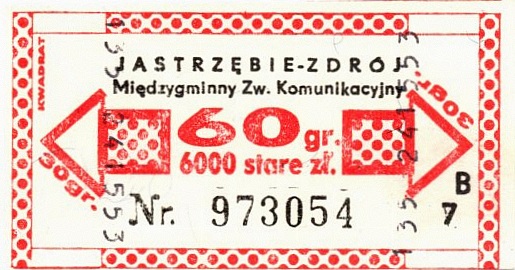 KWADRAT
JASTRZĘBIE-ZDRÓJ
Międzygminny Zw. Komunikacyjny
60 gr.
6000 stare zł.
30gr.
30gr.
Nr. 973054
B
7